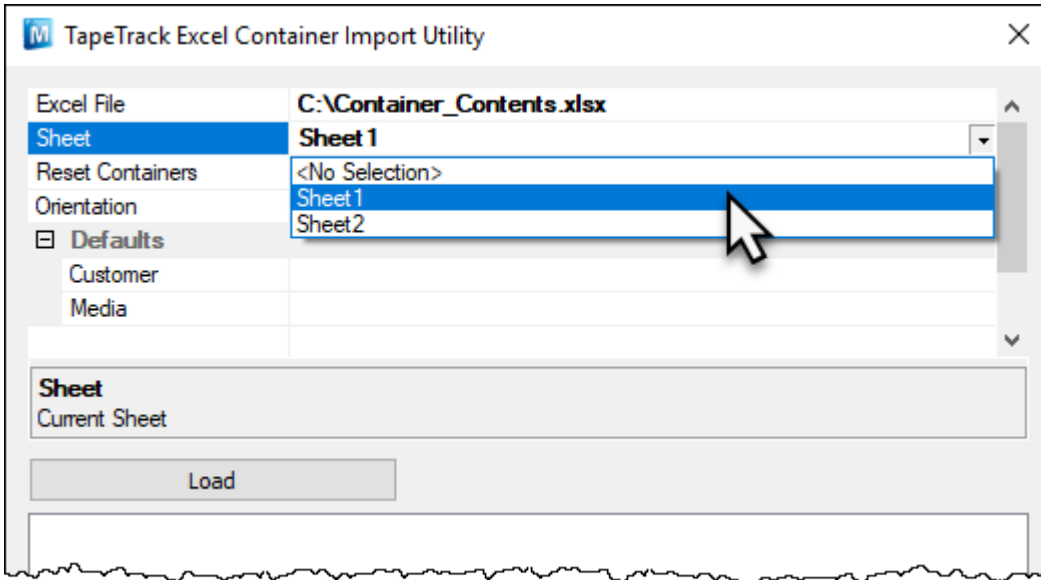 TapeTrack Excel Container Import Utility
Excel File C:\Container_Contents.xlsx
Sheet Sheet1
Reset Containers <No Selection>
Sheet1
Orientation
Sheet2
Defaults
Customer
Media
Sheet
Current Sheet
Load